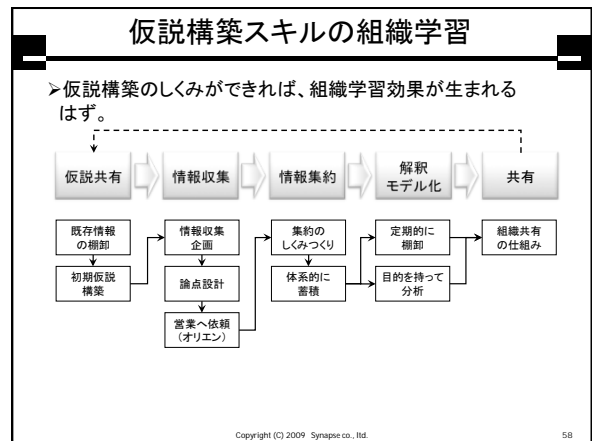 仮説構築スキルの組織学習
➢仮説構築のしくみができれば、組織学習効果が生まれる
はず。
仮説共有
情報収集
情報集約
解釈
モデル化
共有
既存情報
の棚卸
初期仮説
構築
情報収集
企画
論点設計
営業へ依頼
(オリエン)
集約の
しくみつくり
体系的に
蓄積
定期的に
棚卸
目的を持って
分析
組織共有
の仕組み
Copyright (C) 2009 Synapse co., ltd.
58